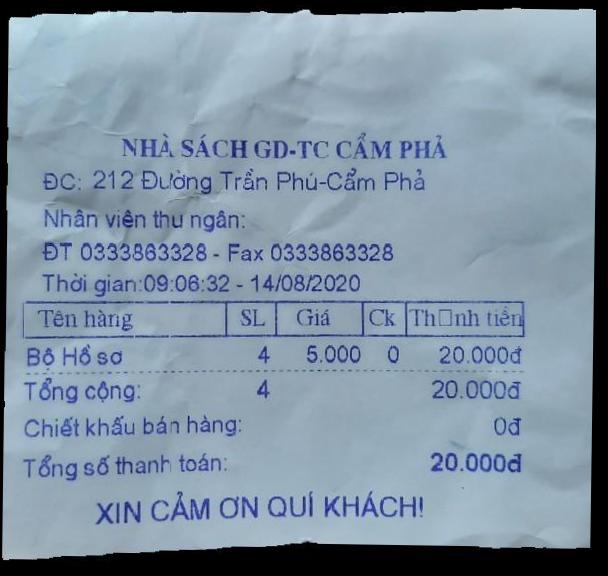 NHÀ SÁCH GD-TC CẨM PHẢ
ĐC: 212 Đường Trần Phú-Cẩm Phả
Nhân viên thu ngân:
ĐT 0333863328 - Fax 0333863328
Thời gian:09:06:32 - 14/08/2020
Tên hàng SL Giá Ck Th□nh tiền
Bộ Hồ sơ 4 5.000 0 20.000đ
Tổng cộng: 4 20.000đ
Chiết khấu bán hàng: 0đ
Tổng số thanh toán: 20.000đ
XIN CẢM ƠN QUÍ KHÁCH!